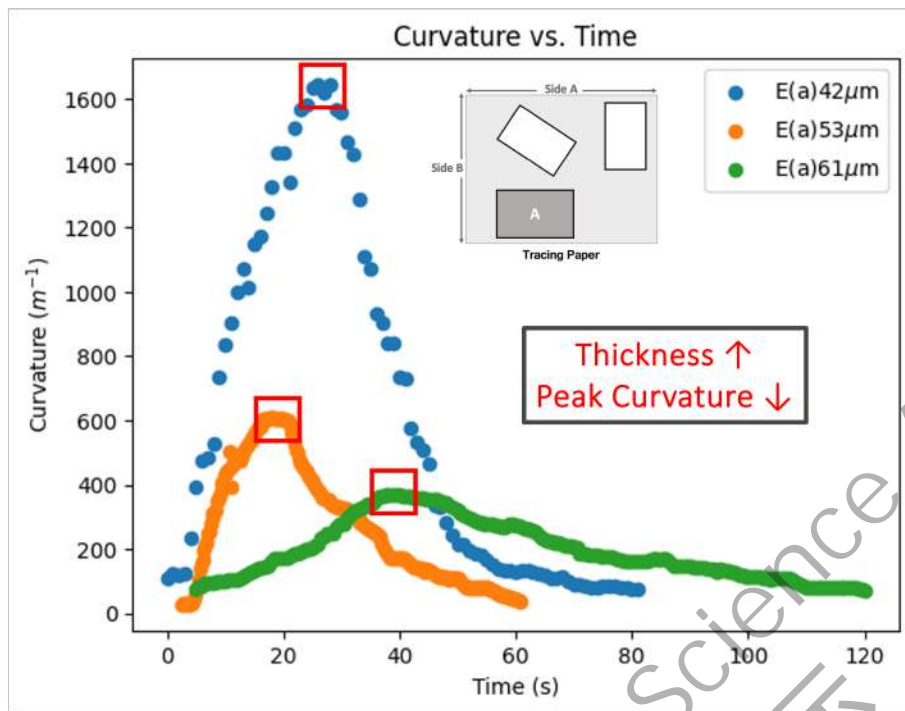 Curvature vs. Time
Curvature (m⁻¹)
1600
1400
1200
1000
800
600
400
200
0
Side A
Side B
A
Tracing Paper
E(a)42μm
E(a)53μm
E(a)61μm
Thickness ↑
Peak Curvature ↓
0 20 40 60 80 100 120
Time (s)
Science